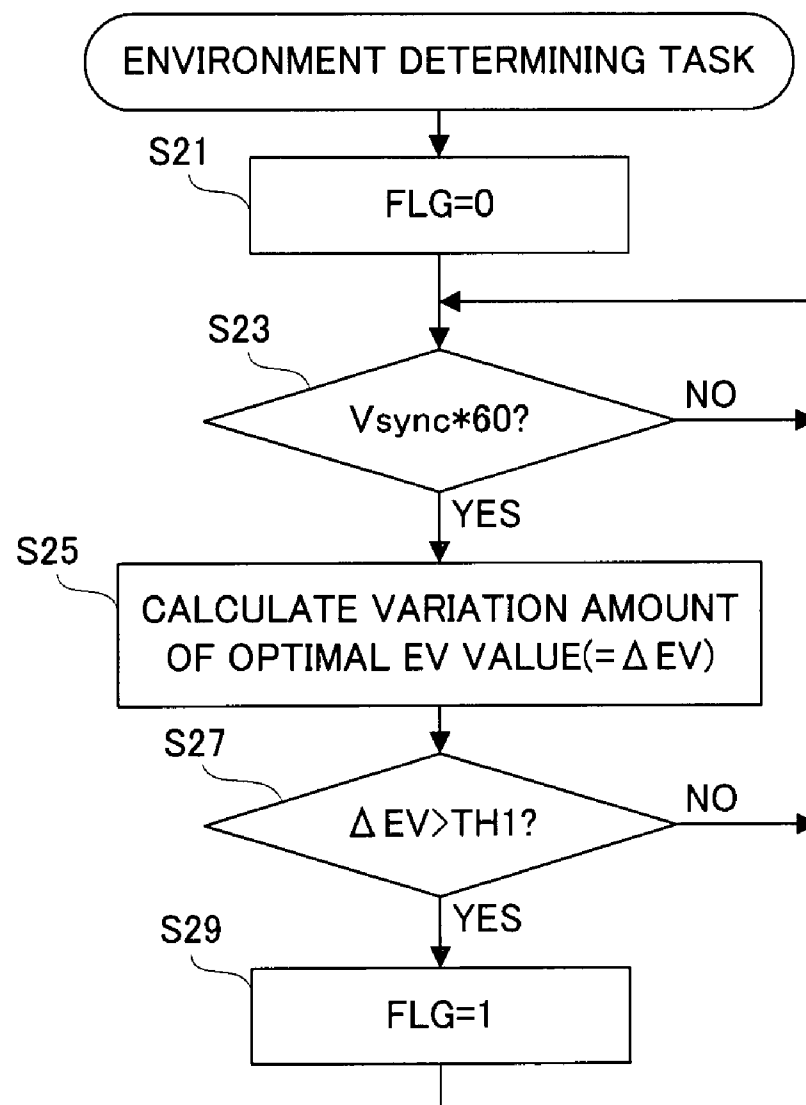 ENVIRONMENT DETERMINING TASK
S21
FLG=0
S23
Vsync*60?
NO
YES
S25
CALCULATE VARIATION AMOUNT
OF OPTIMAL EV VALUE(=ΔEV)
S27
ΔEV>TH1?
NO
YES
S29
FLG=1